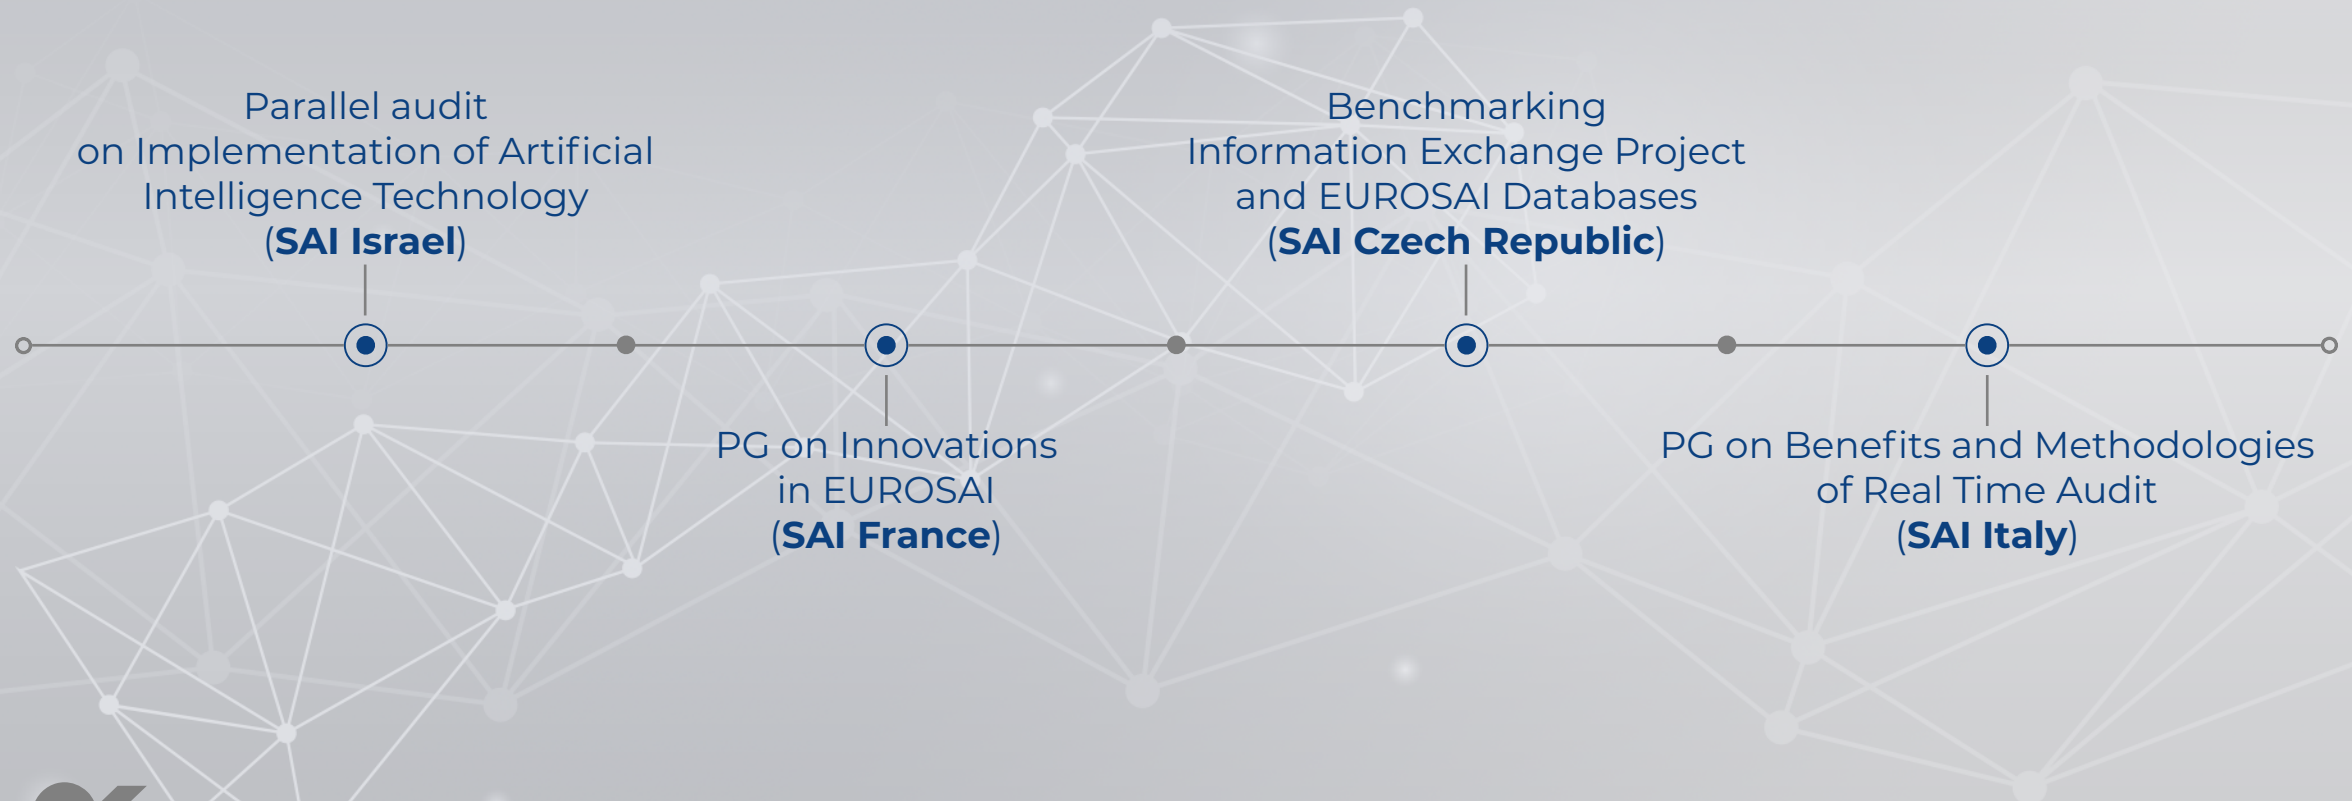 Parallel audit
on Implementation of Artificial
Intelligence Technology
(SAI Israel)
PG on Innovations
in EUROSAI
(SAI France)
Benchmarking
Information Exchange Project
and EUROSAI Databases
(SAI Czech Republic)
PG on Benefits and Methodologies
of Real Time Audit
(SAI Italy)